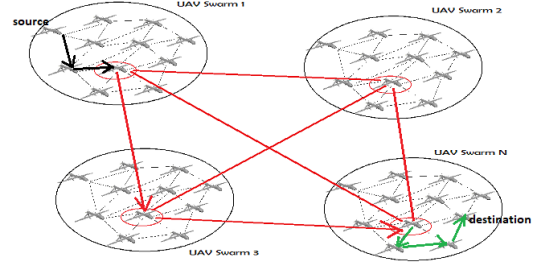 UAV Swarm 1
UAV Swarm 2
source
UAV Swarm N
destination
UAV Swarm 3